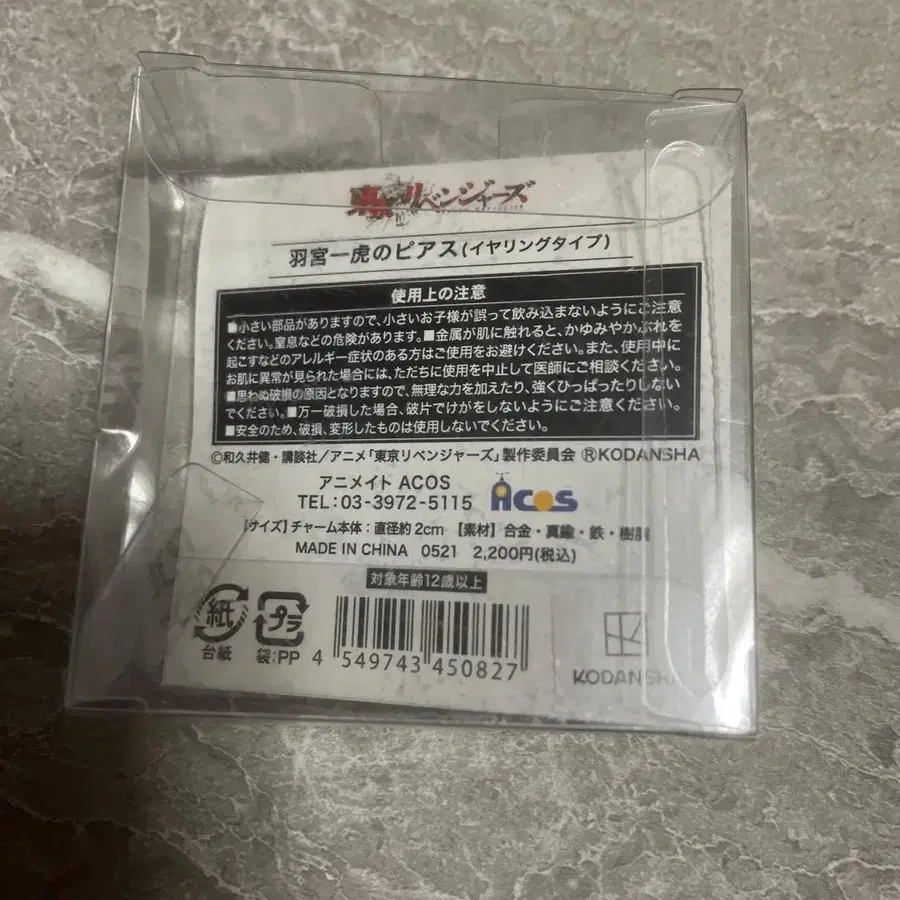 東京リベンジャーズ
羽宮一虎のピアス(イヤリングタイプ)
使用上の注意
■小さい部品がありますので、小さいお子様が誤って飲み込まないようにご注意
ください。窒息などの危険があります。■金属が肌に触れると、かゆみやかぶれを
起こすなどのアレルギー症状のある方はご使用をお避けください。また、使用中に
お肌に異常が見られた場合には、ただちに使用を中止して医師にご相談ください。
■思わぬ破損の原因となりますので、無理な力を加えたり、強くひっぱったりしない
でください。■万一破損した場合、破片でけがをしないようにご注意ください。
■安全のため、破損、変形したものは使用しないでください。
©和久井健・講談社/アニメ「東京リベンジャーズ」製作委員会 ®KODANSHA
アニメイト ACOS
TEL:03-3972-5115 ACOS
【サイズ】チャーム本体:直径約2cm 【素材】合金・真鍮・鉄・樹脂
MADE IN CHINA 0521 2,200円(税込)
対象年齢12歳以上
紙 プラ
台紙 袋:PP 4 549743 450827
KODANSHA